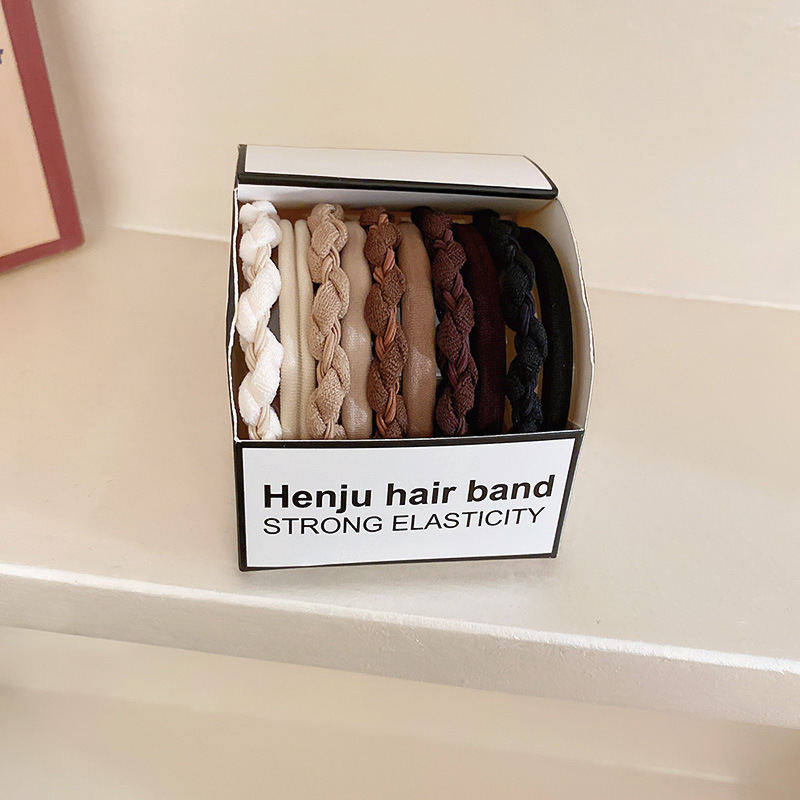 Henju hair band
STRONG ELASTICITY